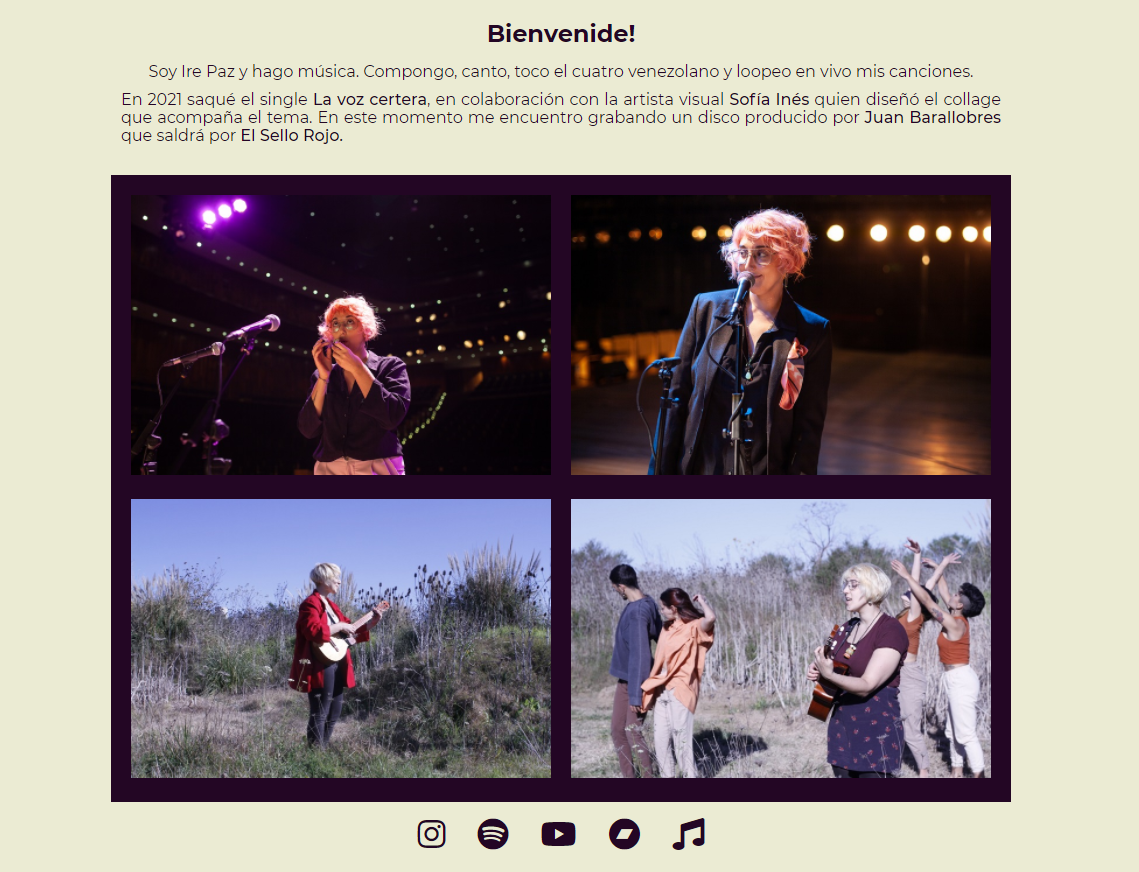 Bienvenide!
Soy Ire Paz y hago música. Compongo, canto, toco el cuatro venezolano y loopeo en vivo mis canciones.
En 2021 saqué el single La voz certera, en colaboración con la artista visual Sofía Inés quien diseñó el collage
que acompaña el tema. En este momento me encuentro grabando un disco producido por Juan Barallobres
que saldrá por El Sello Rojo.